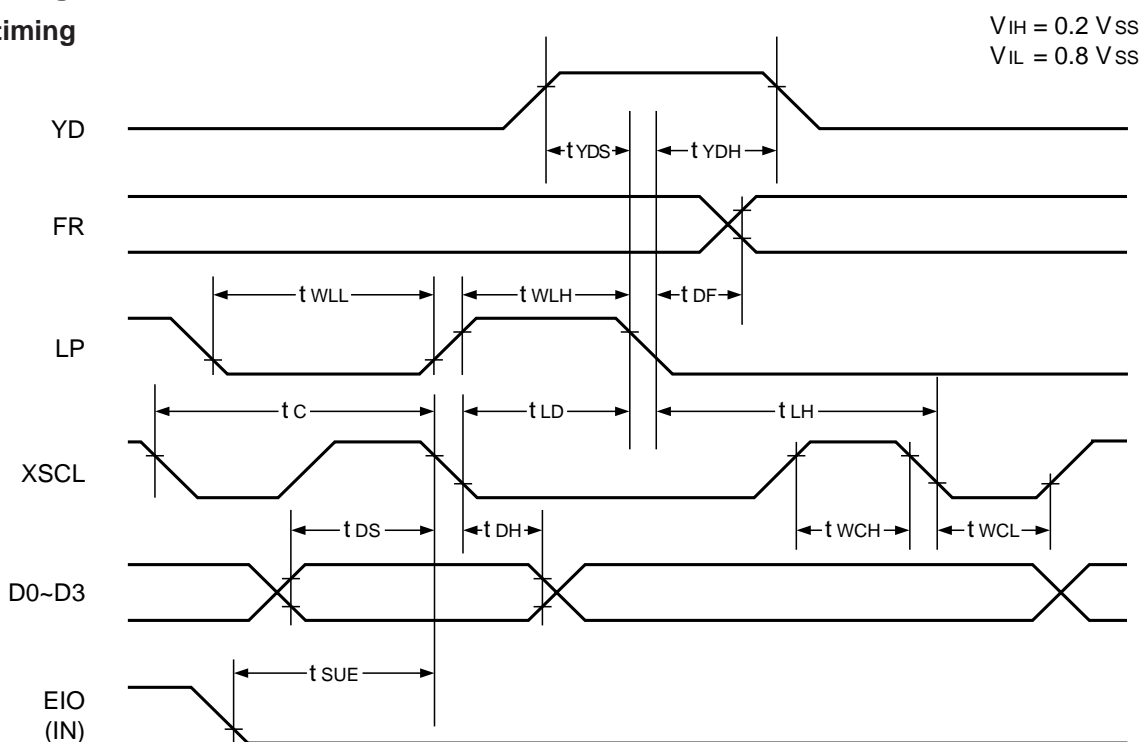 timing
VIH = 0.2 VSS
VIL = 0.8 VSS
YD
tYDS
tYDH
FR
tWLL
tWLH
tDF
LP
tC
tLD
tLH
XSCL
tDS
tDH
tWCH
tWCL
D0~D3
tSUE
EIO
(IN)